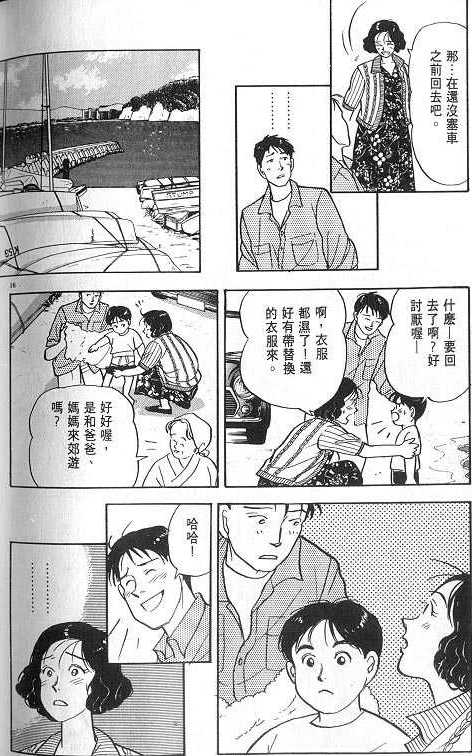 那…在還沒塞車
之前回去吧。
………
什麼—要回
去了啊？好
討厭喔—
啊，衣服
都濕了！還
好有帶替換
的衣服來。
好好喔，
是和爸爸、
媽媽來郊遊
嗎？
哈哈！
………
K153
16